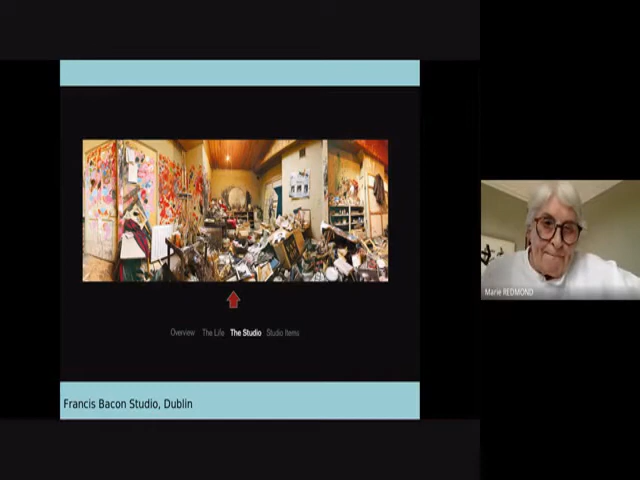 Overview The Life The Studio Studio Items
Francis Bacon Studio, Dublin
Marie REDMOND